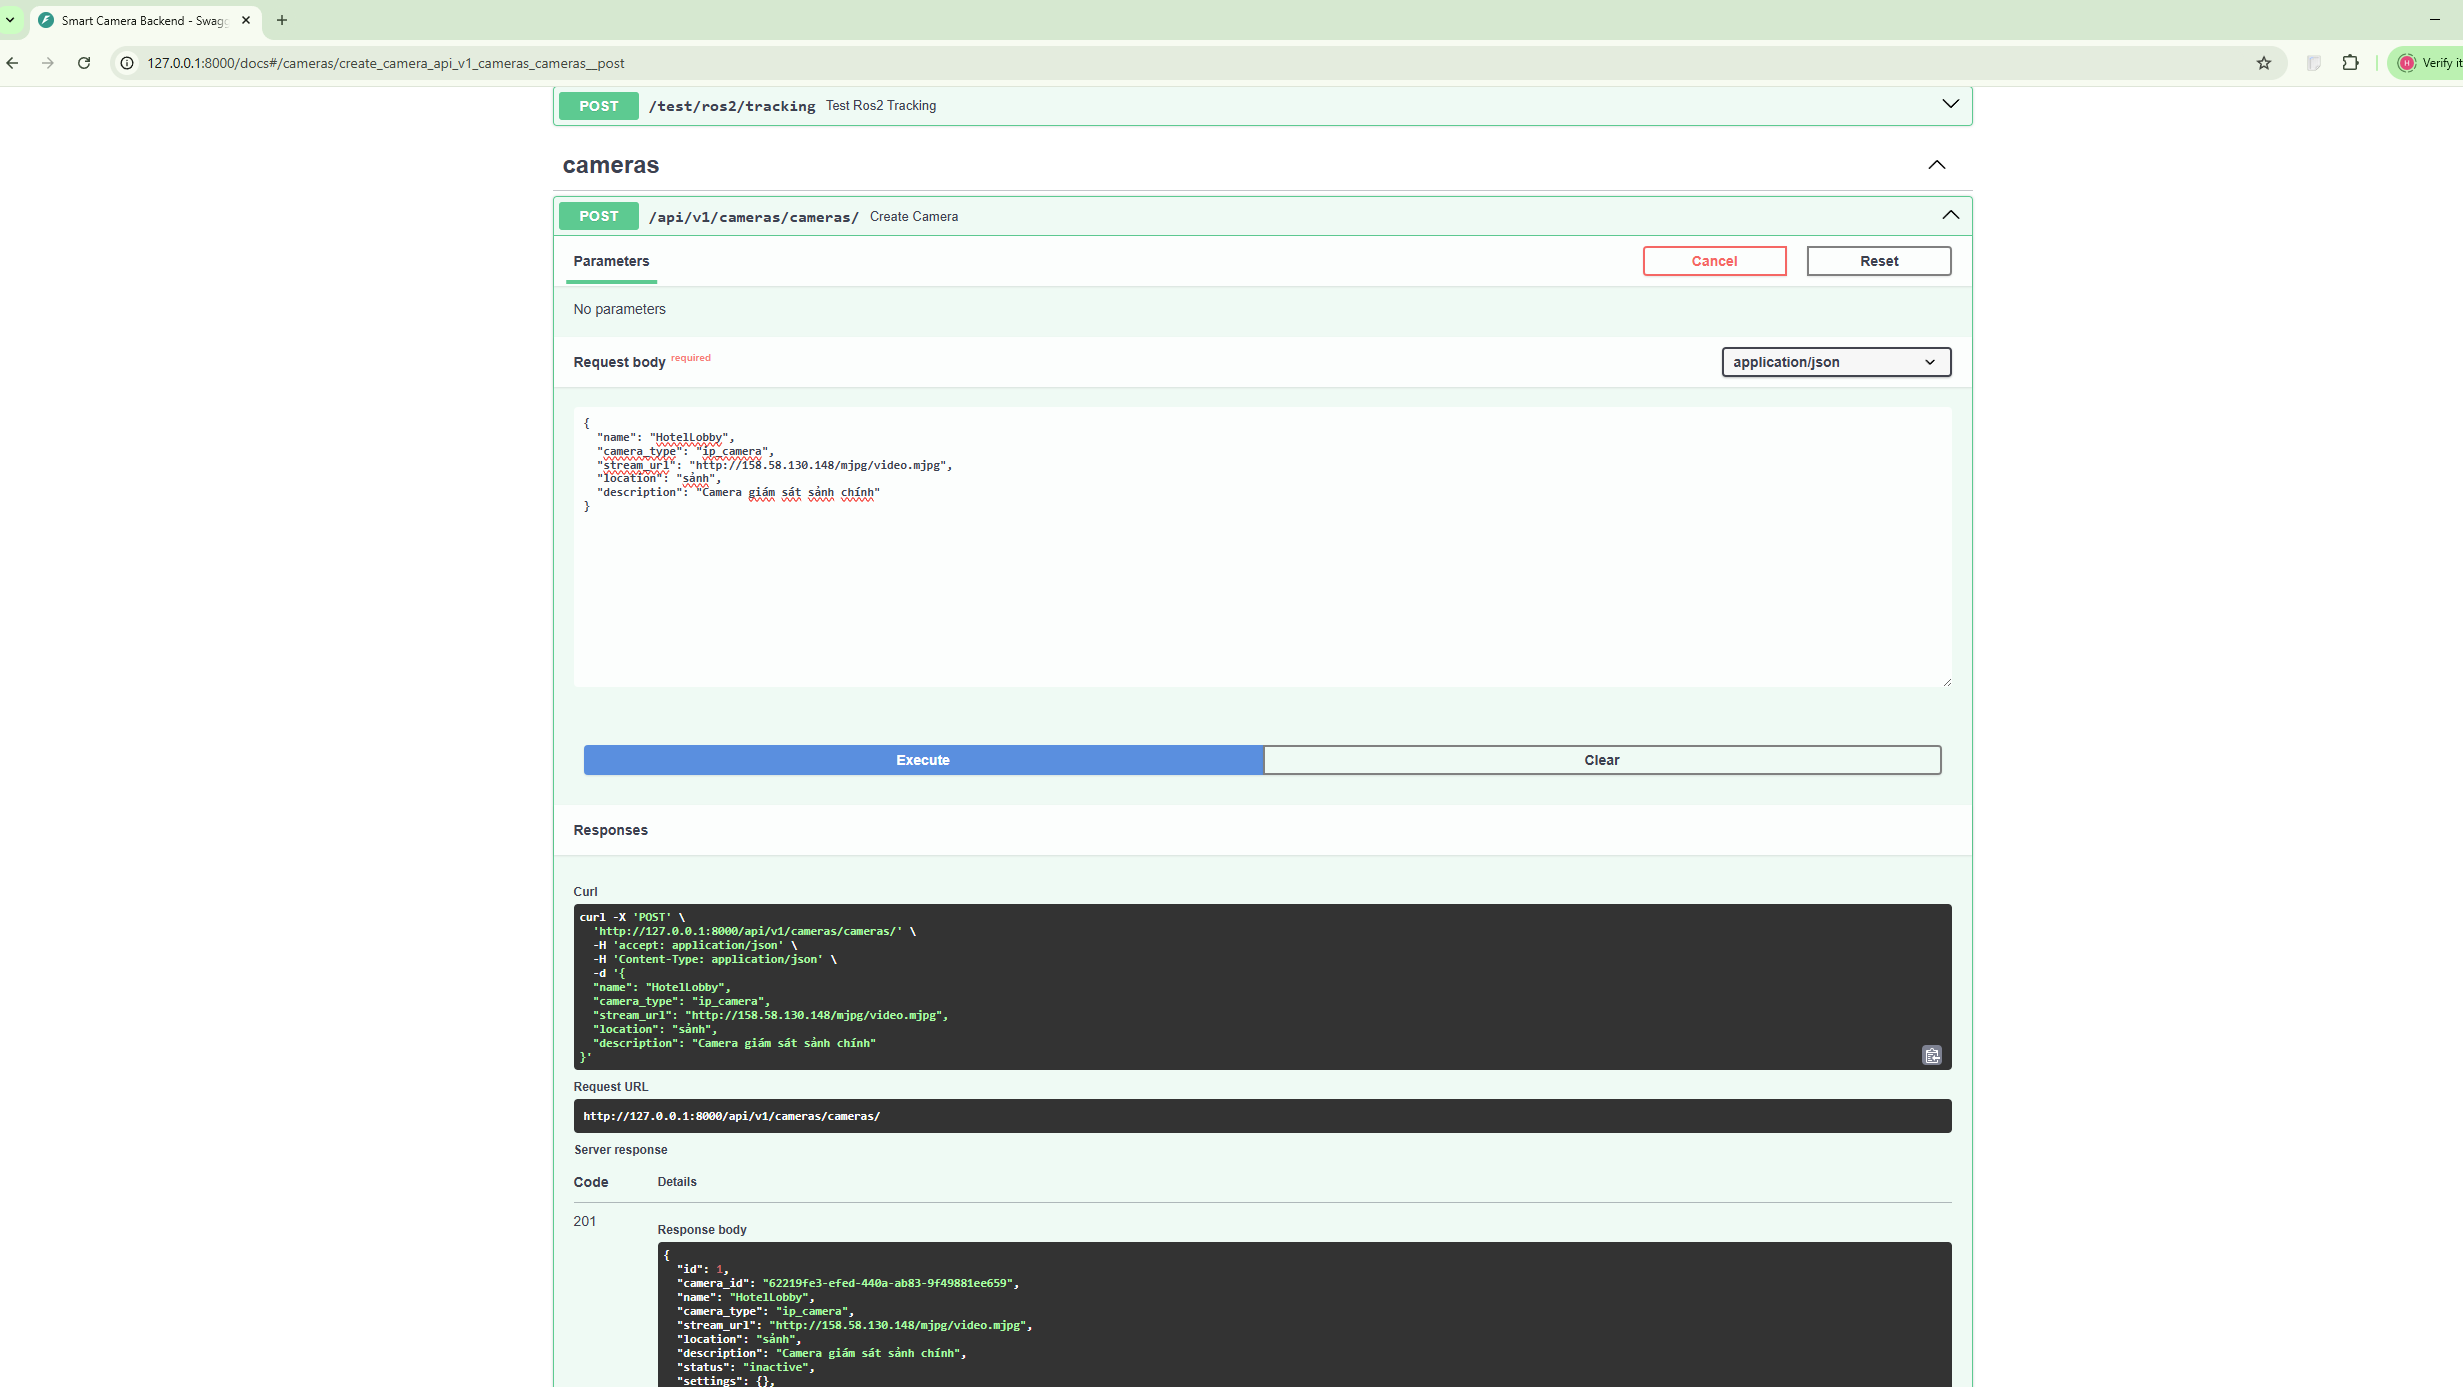 Smart Camera Backend - Swag
127.0.0.1:8000/docs#/cameras/create_camera_api_v1_cameras_cameras__post
Verify it
POST /test/ros2/tracking Test Ros2 Tracking
cameras
POST /api/v1/cameras/cameras/ Create Camera
Parameters
Cancel
Reset
No parameters
Request body required
application/json
{
"name": "HotelLobby",
"camera_type": "ip_camera",
"stream_url": "http://158.58.130.148/mjpg/video.mjpg",
"location": "sảnh",
"description": "Camera giám sát sảnh chính"
}
Execute
Clear
Responses
Curl
curl -X 'POST' \
'http://127.0.0.1:8000/api/v1/cameras/cameras/' \
-H 'accept: application/json' \
-H 'Content-Type: application/json' \
-d '{
"name": "HotelLobby",
"camera_type": "ip_camera",
"stream_url": "http://158.58.130.148/mjpg/video.mjpg",
"location": "sảnh",
"description": "Camera giám sát sảnh chính"
}'
Request URL
http://127.0.0.1:8000/api/v1/cameras/cameras/
Server response
Code Details
201
Response body
{
"id": 1,
"camera_id": "62219fe3-efed-440a-ab83-9f49881ee659",
"name": "HotelLobby",
"camera_type": "ip_camera",
"stream_url": "http://158.58.130.148/mjpg/video.mjpg",
"location": "sảnh",
"description": "Camera giám sát sảnh chính",
"status": "inactive",
"settings": {},